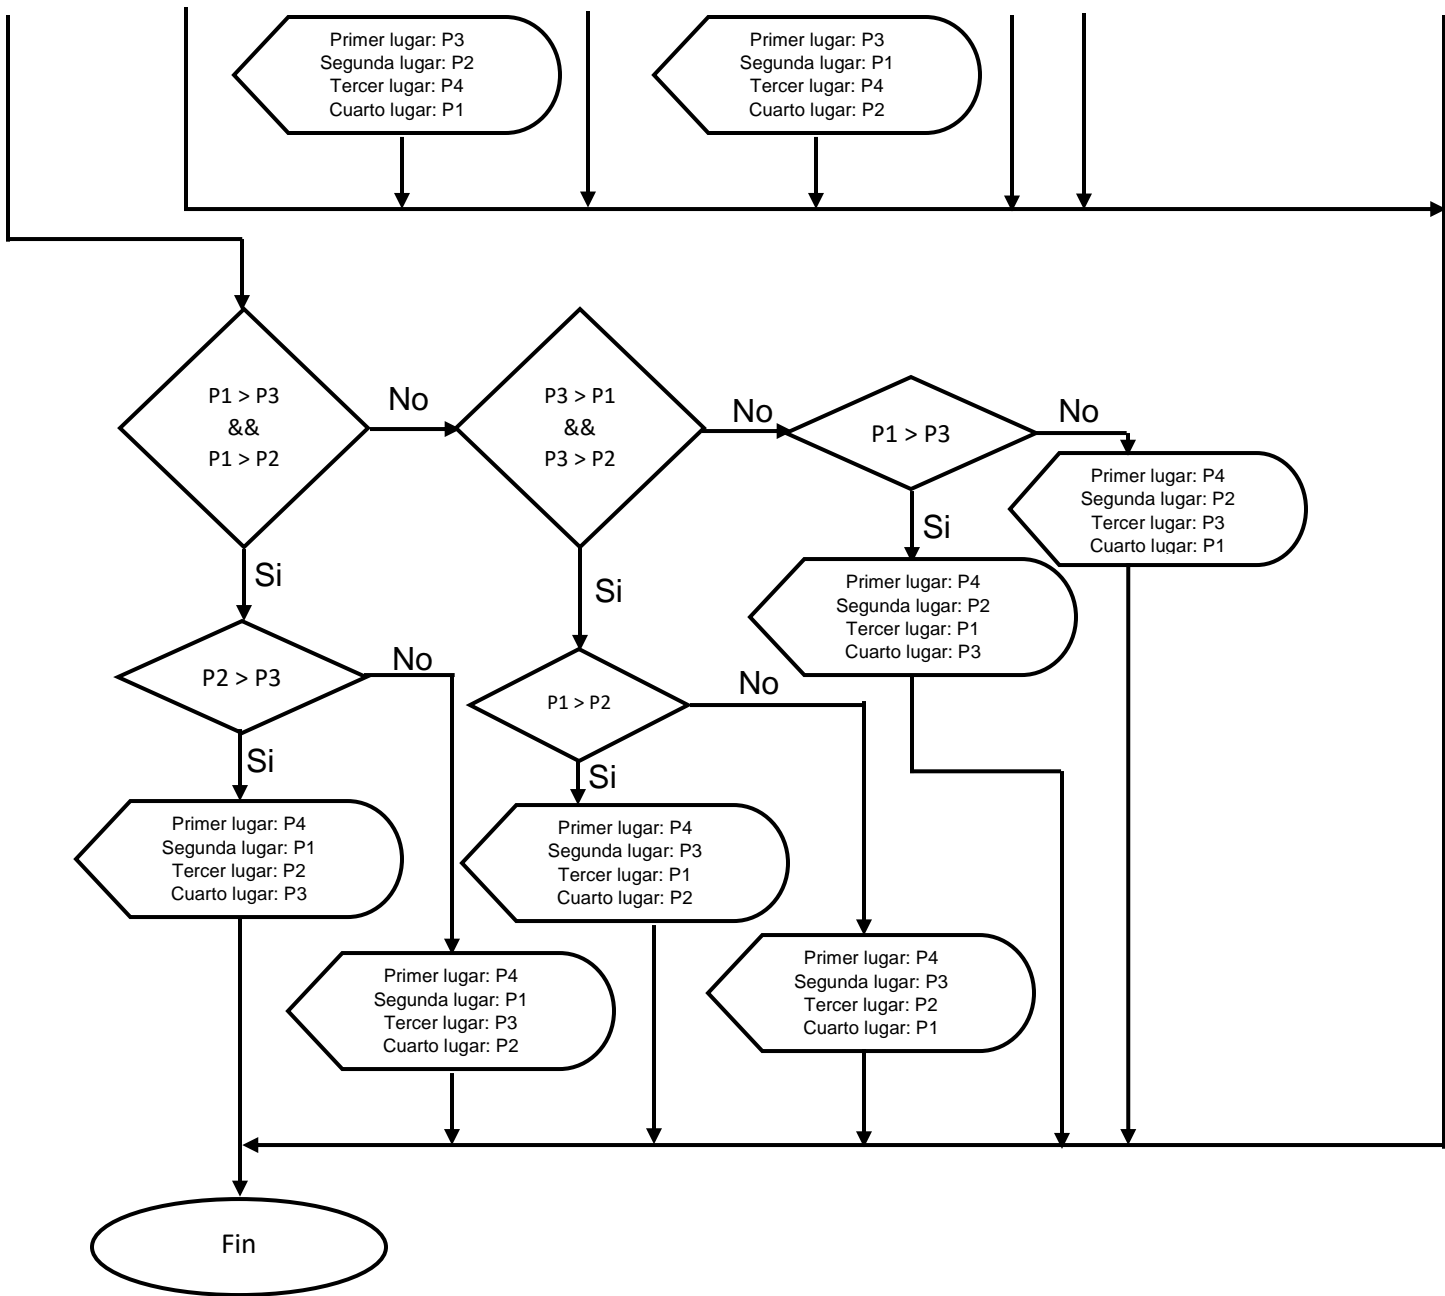 Primer lugar: P3
Segunda lugar: P2
Tercer lugar: P4
Cuarto lugar: P1
Primer lugar: P3
Segunda lugar: P1
Tercer lugar: P4
Cuarto lugar: P2
P1 > P3
&&
P1 > P2
No
P3 > P1
&&
P3 > P2
No
P1 > P3
No
Primer lugar: P4
Segunda lugar: P2
Tercer lugar: P3
Cuarto lugar: P1
Si
Primer lugar: P4
Segunda lugar: P2
Tercer lugar: P1
Cuarto lugar: P3
Si
Si
P2 > P3
No
P1 > P2
No
Si
Si
Primer lugar: P4
Segunda lugar: P1
Tercer lugar: P2
Cuarto lugar: P3
Primer lugar: P4
Segunda lugar: P3
Tercer lugar: P1
Cuarto lugar: P2
Primer lugar: P4
Segunda lugar: P1
Tercer lugar: P3
Cuarto lugar: P2
Primer lugar: P4
Segunda lugar: P3
Tercer lugar: P2
Cuarto lugar: P1
Fin